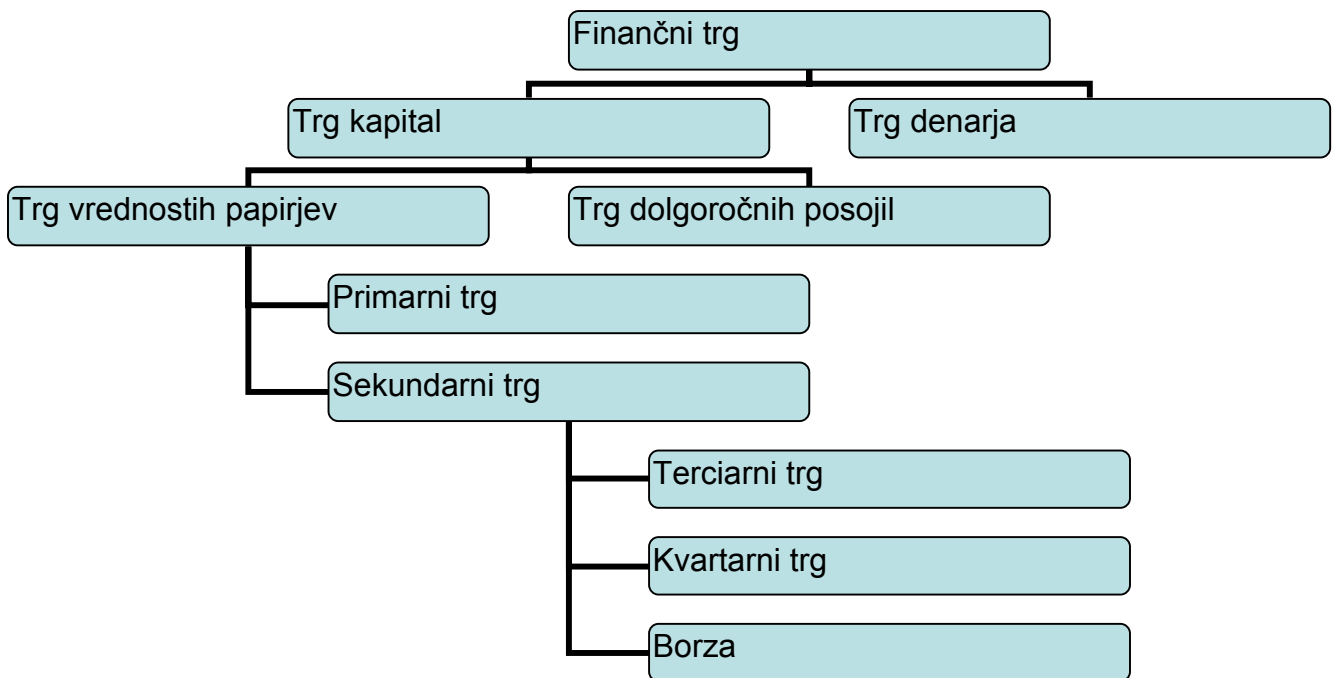 Finančni trg
Trg kapital
Trg denarja
Trg vrednostih papirjev
Trg dolgoročnih posojil
Primarni trg
Sekundarni trg
Terciarni trg
Kvartarni trg
Borza